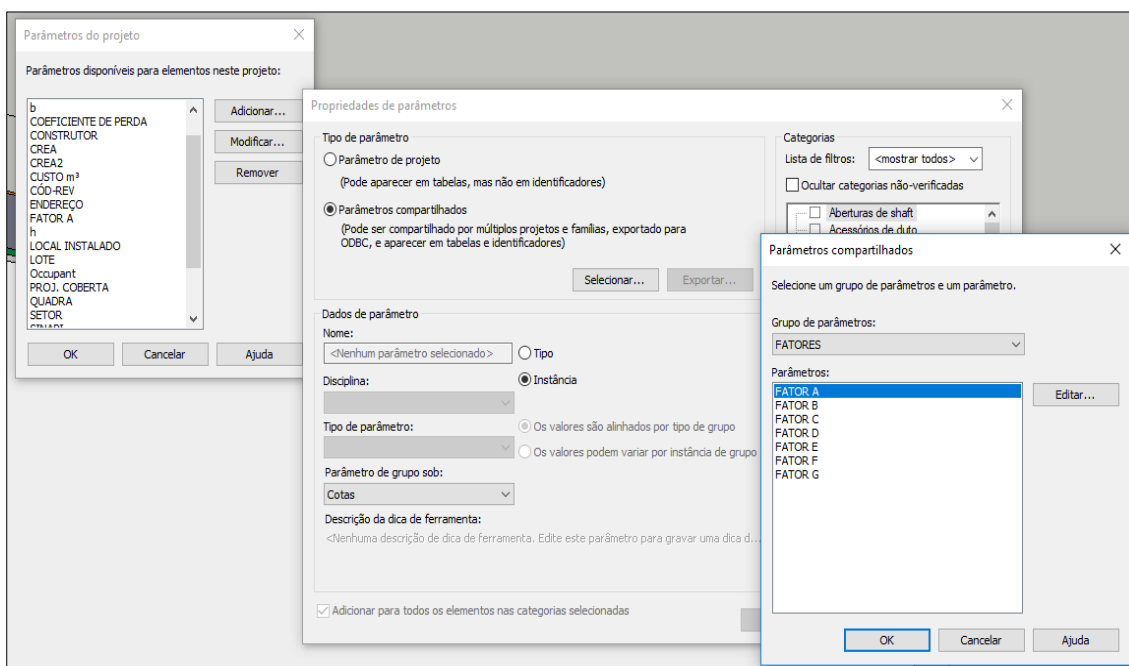 Parâmetros do projeto
Parâmetros disponíveis para elementos neste projeto:
b
COEFICIENTE DE PERDA
CONSTRUTOR
CREA
CREA2
CUSTO m³
CÓD-REV
ENDEREÇO
FATOR A
h
LOCAL INSTALADO
LOTE
Occupant
PROJ. COBERTA
QUADRA
SETOR
SINAPI
Adicionar...
Modificar...
Remover
OK
Cancelar
Ajuda
Propriedades de parâmetros
Tipo de parâmetro
Parâmetro de projeto
(Pode aparecer em tabelas, mas não em identificadores)
Parâmetros compartilhados
(Pode ser compartilhado por múltiplos projetos e famílias, exportado para
ODBC, e aparecer em tabelas e identificadores)
Selecionar...
Exportar...
Dados de parâmetro
Nome:
<Nenhum parâmetro selecionado>
Tipo
Disciplina:
Instância
Tipo de parâmetro:
Os valores são alinhados por tipo de grupo
Os valores podem variar por instância de grupo
Parâmetro de grupo sob:
Cotas
Descrição da dica de ferramenta:
<Nenhuma descrição de dica de ferramenta. Edite este parâmetro para gravar uma dica d...
Adicionar para todos os elementos nas categorias selecionadas
Categorias
Lista de filtros:
<mostrar todos>
Ocultar categorias não-verificadas
Aberturas de shaft
Acessórios de duto
Parâmetros compartilhados
Selecione um grupo de parâmetros e um parâmetro.
Grupo de parâmetros:
FATORES
Parâmetros:
FATOR A
FATOR B
FATOR C
FATOR D
FATOR E
FATOR F
FATOR G
Editar...
OK
Cancelar
Ajuda